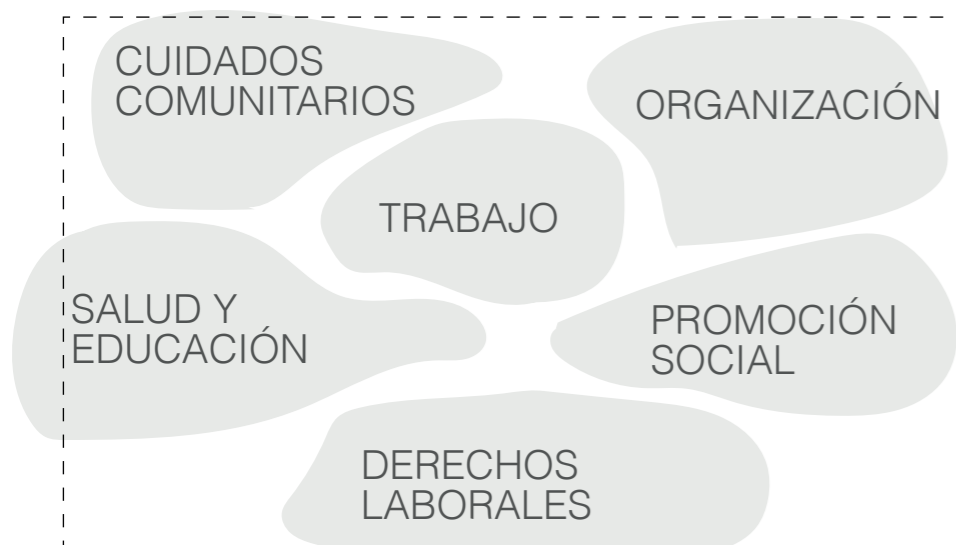 CUIDADOS
COMUNITARIOS
ORGANIZACIÓN
TRABAJO
SALUD Y
EDUCACIÓN
PROMOCIÓN
SOCIAL
DERECHOS
LABORALES